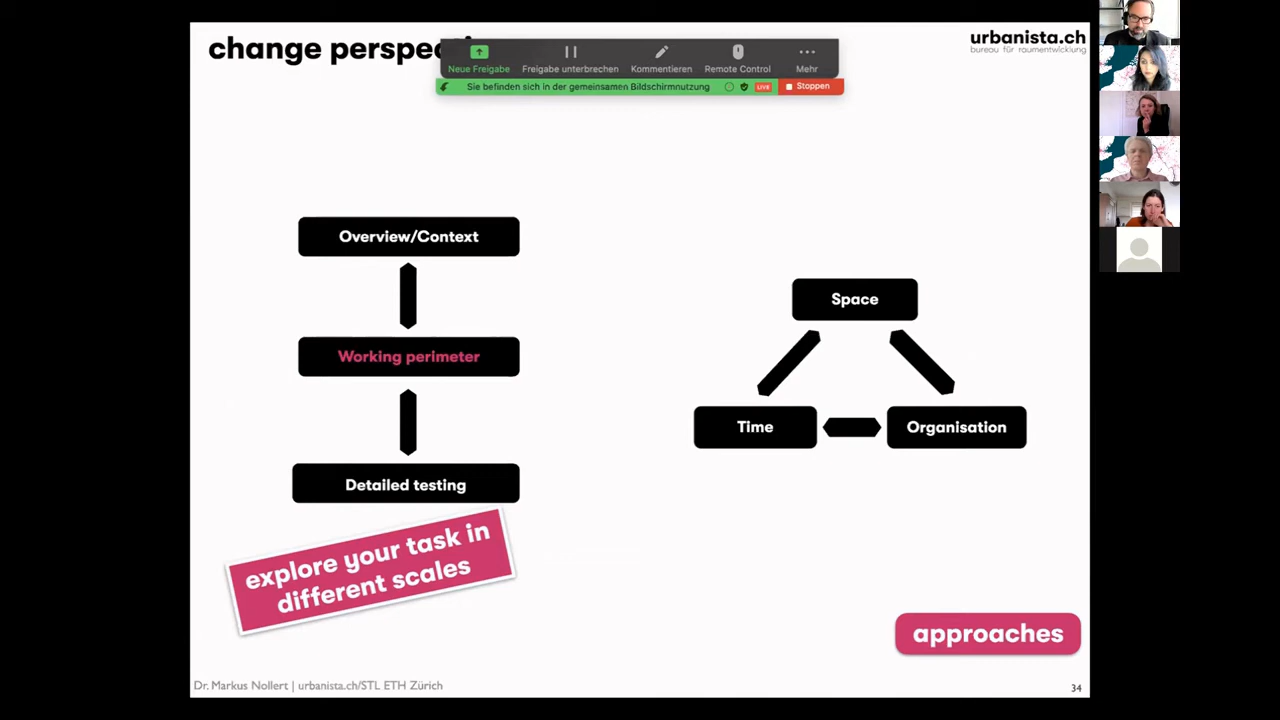 change perspec
urbanista.ch
büro für raumentwicklung
Neue Freigabe
Freigabe unterbrechen
Kommentieren
Remote Control
Mehr
Sie befinden sich in der gemeinsamen Bildschirmnutzung
LIVE
Stoppen
Overview/Context
Working perimeter
Detailed testing
explore your task in
different scales
Space
Time
Organisation
approaches
Dr. Markus Nollert | urbanista.ch/STL ETH Zürich
34